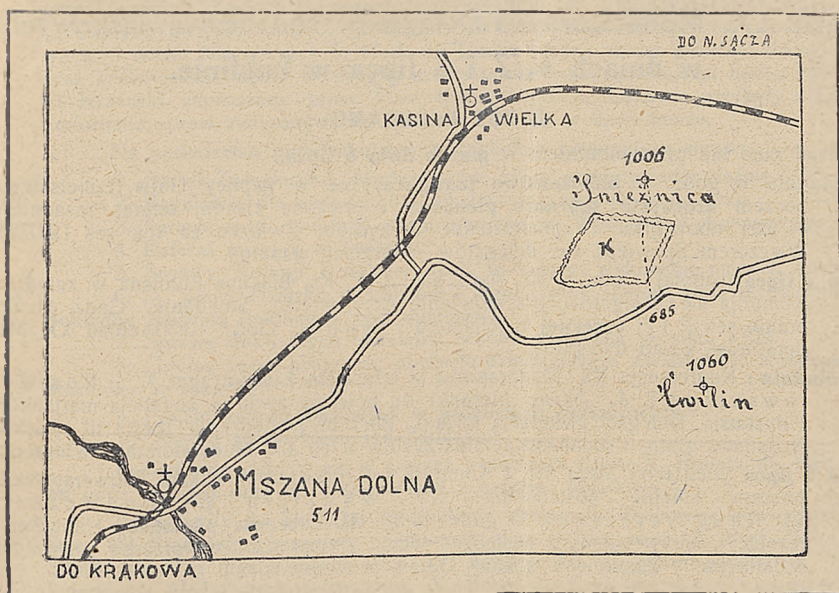 DO N. SĄCZA
KASINA WIELKA
1006
Śnieżnica
K
685
1060
Ćwilin
MSZANA DOLNA
511
DO KRAKOWA